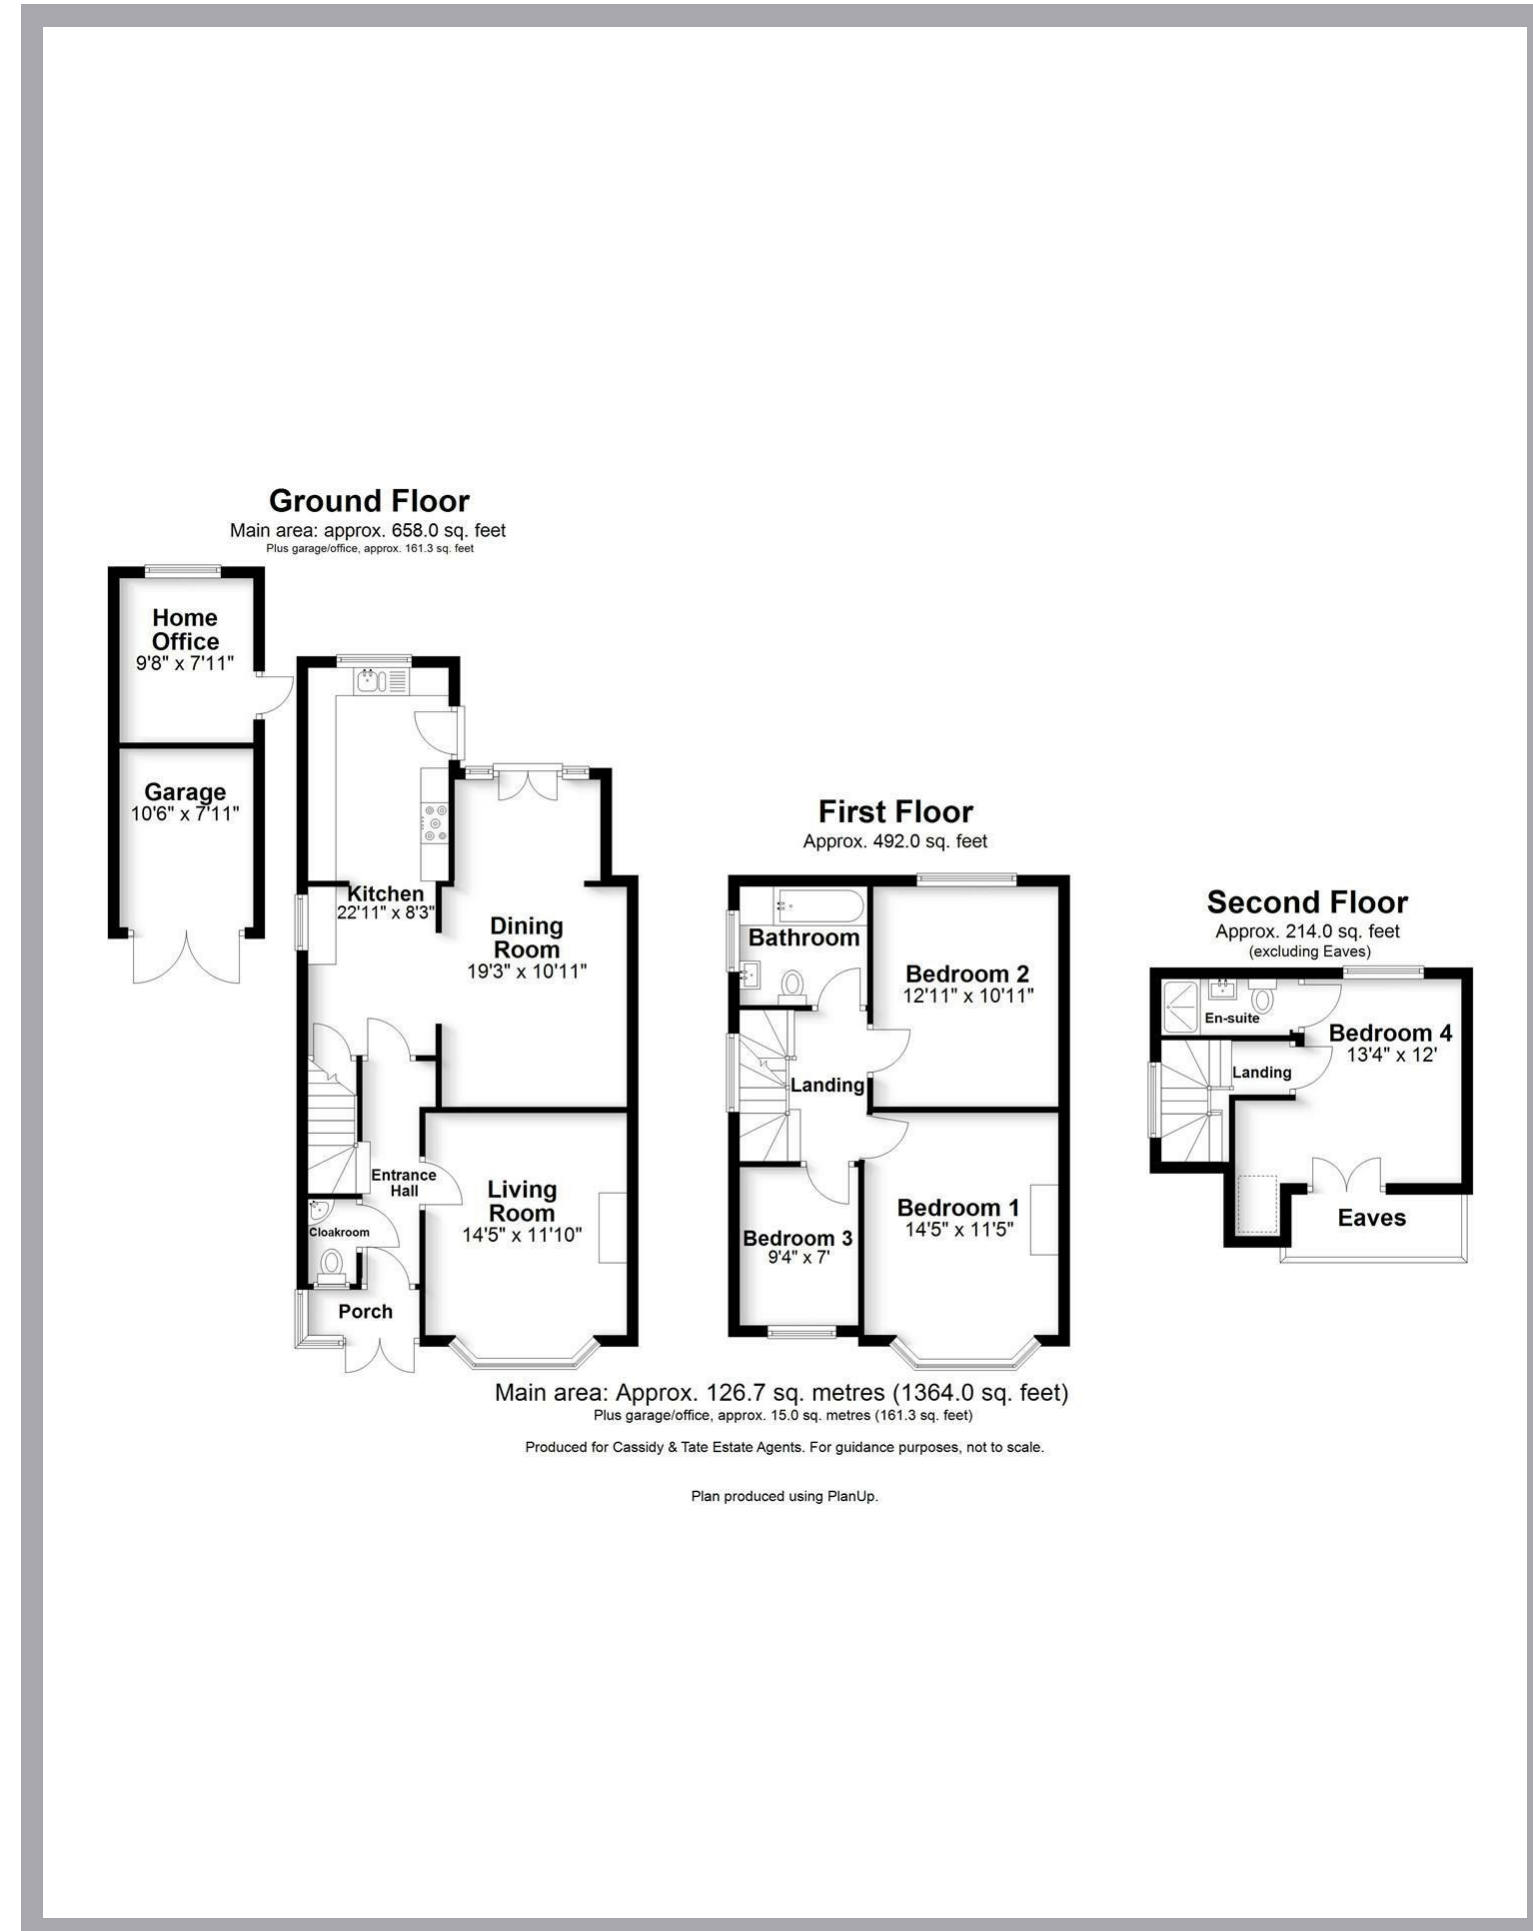 Ground Floor
Main area: approx. 658.0 sq. feet
Plus garage/office, approx. 161.3 sq. feet
Home
Office
9'8" x 7'11"
Garage
10'6" x 7'11"
Kitchen
22'11" x 8'3"
Dining
Room
19'3" x 10'11"
Entrance
Hall
Living
Room
14'5" x 11'10"
Cloakroom
Porch
First Floor
Approx. 492.0 sq. feet
Bathroom
Bedroom 2
12'11" x 10'11"
Landing
Bedroom 1
14'5" x 11'5"
Bedroom 3
9'4" x 7'
Second Floor
Approx. 214.0 sq. feet
(excluding Eaves)
En-suite
Bedroom 4
13'4" x 12'
Landing
Eaves
Main area: Approx. 126.7 sq. metres (1364.0 sq. feet)
Plus garage/office, approx. 15.0 sq. metres (161.3 sq. feet)
Produced for Cassidy & Tate Estate Agents. For guidance purposes, not to scale.
Plan produced using PlanUp.